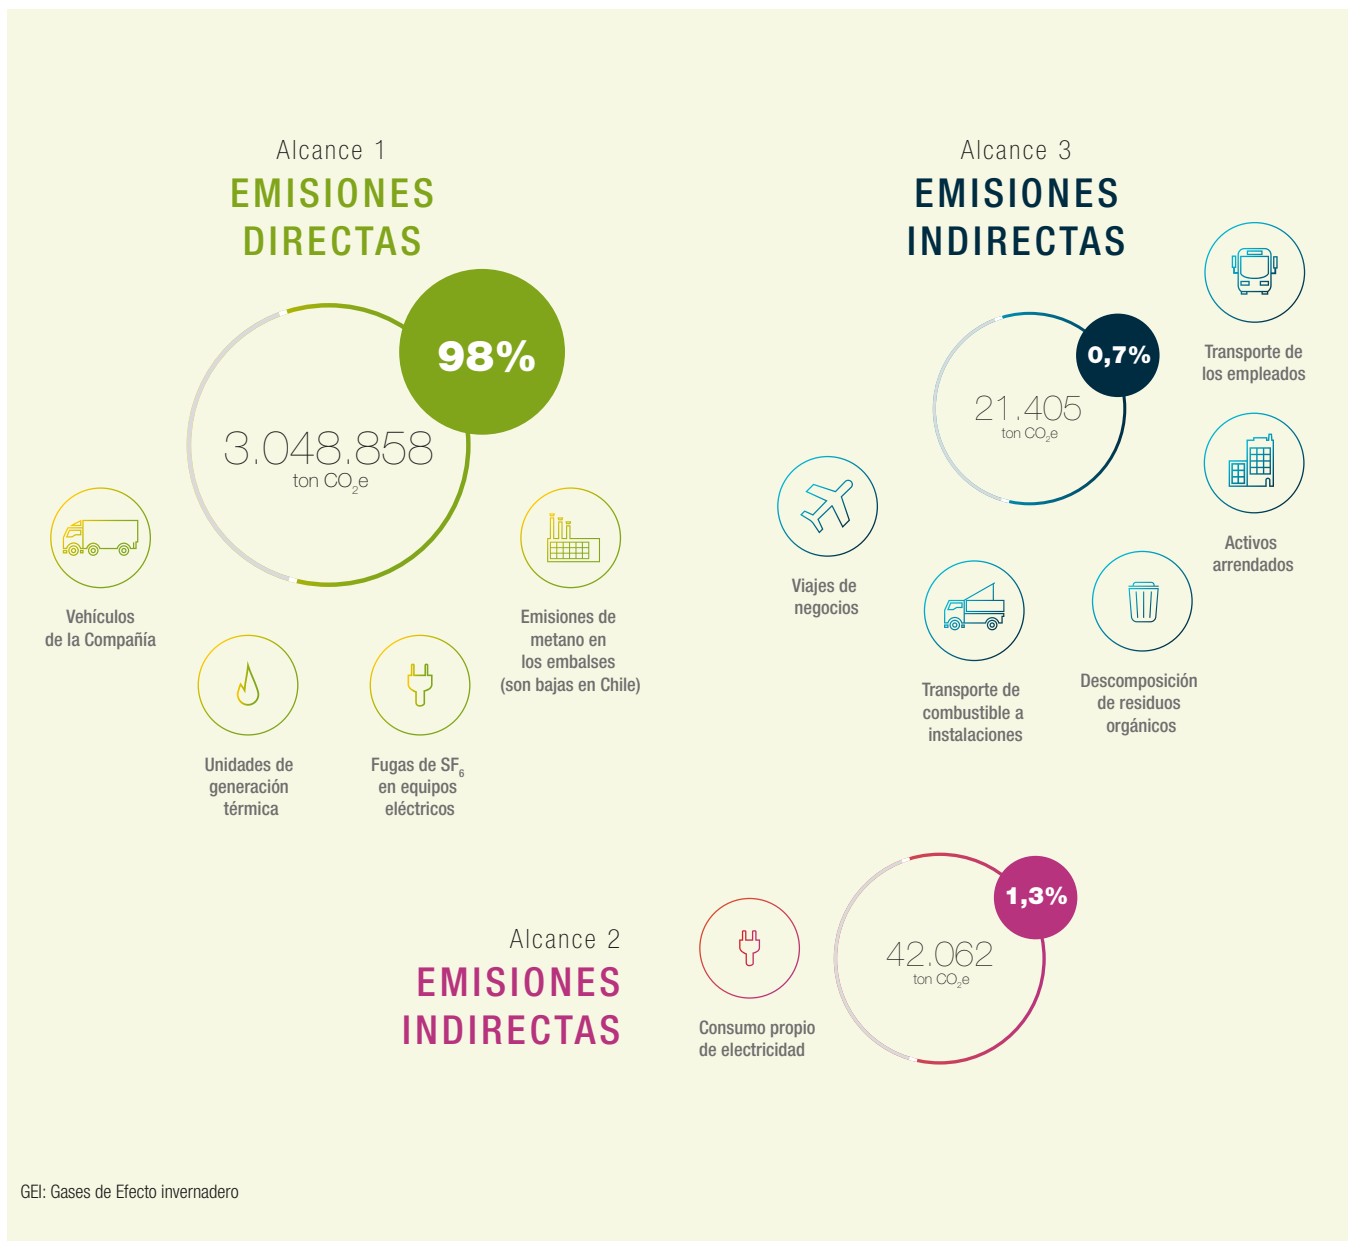 Alcance 1
EMISIONES
DIRECTAS
98%
3.048.858
ton CO₂e
Vehículos
de la Compañía
Unidades de
generación
térmica
Fugas de SF₆
en equipos
eléctricos
Emisiones de
metano en
los embalses
(son bajas en Chile)
Alcance 3
EMISIONES
INDIRECTAS
0,7%
21.405
ton CO₂e
Viajes de
negocios
Transporte de
combustible a
instalaciones
Descomposición
de residuos
orgánicos
Activos
arrendados
Transporte de
los empleados
Alcance 2
EMISIONES
INDIRECTAS
Consumo propio
de electricidad
1,3%
42.062
ton CO₂e
GEI: Gases de Efecto invernadero